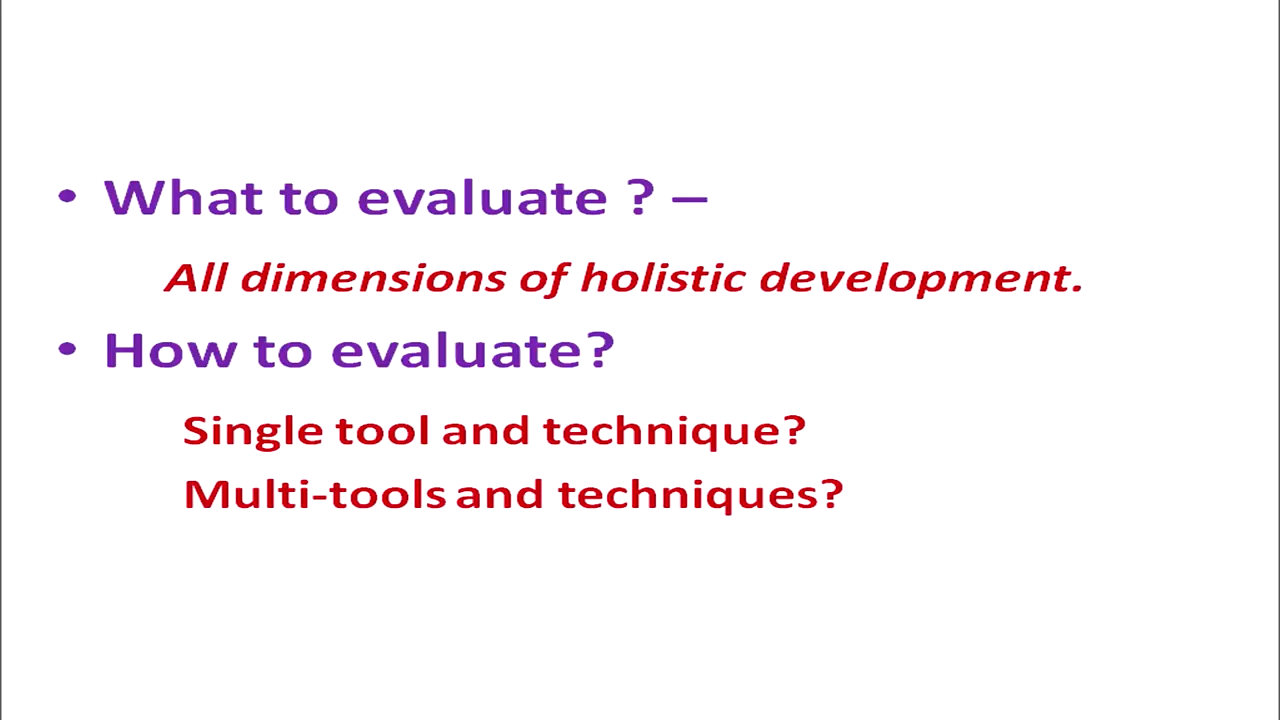 • What to evaluate ? –
All dimensions of holistic development.
• How to evaluate?
Single tool and technique?
Multi-tools and techniques?